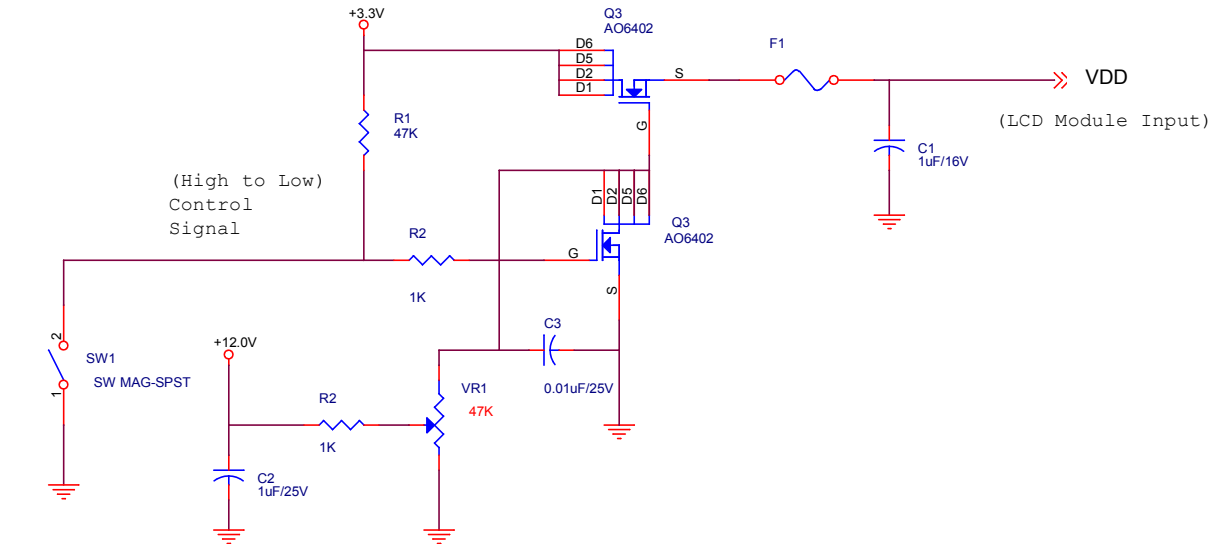 +3.3V
Q3
AO6402
D6
D5
D2
D1
S
G
F1
VDD
(LCD Module Input)
R1
47K
C1
1uF/16V
(High to Low)
Control
Signal
D1
D2
D5
D6
Q3
AO6402
R2
1K
G
S
2
1
SW1
SW MAG-SPST
+12.0V
C3
0.01uF/25V
VR1
47K
R2
1K
C2
1uF/25V